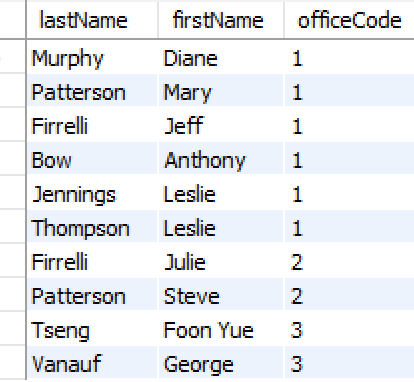 lastName firstName officeCode
Murphy Diane 1
Patterson Mary 1
Firrelli Jeff 1
Bow Anthony 1
Jennings Leslie 1
Thompson Leslie 1
Firrelli Julie 2
Patterson Steve 2
Tseng Foon Yue 3
Vanauf George 3